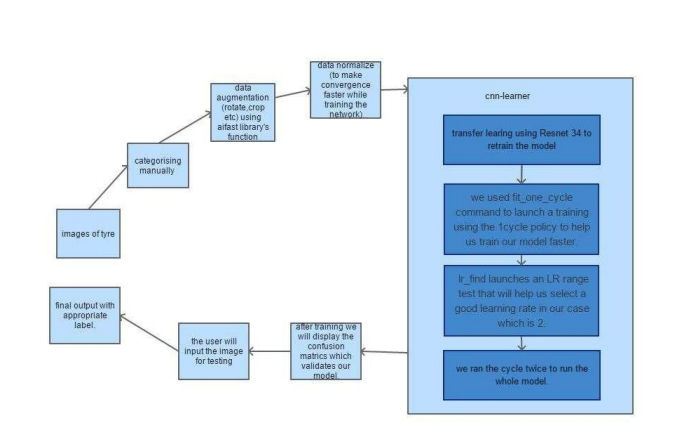 images of tyre
categorising
manually
data
augmentation
(rotate,crop
etc) using
aifast library's
function
data normalize
(to make
convergence
faster while
training the
network)
cnn-learner
transfer learing using Resnet 34 to
retrain the model
we used fit_one_cycle
command to launch a training
using the 1cycle policy to help
us train our model faster.
lr_find launches an LR range
test that will help us select a
good learning rate in our case
which is 2.
we ran the cycle twice to run the
whole model.
after training we
will display the
confusion
matrics which
validates our
model.
the user will
input the image
for testing
final output with
appropriate
label.